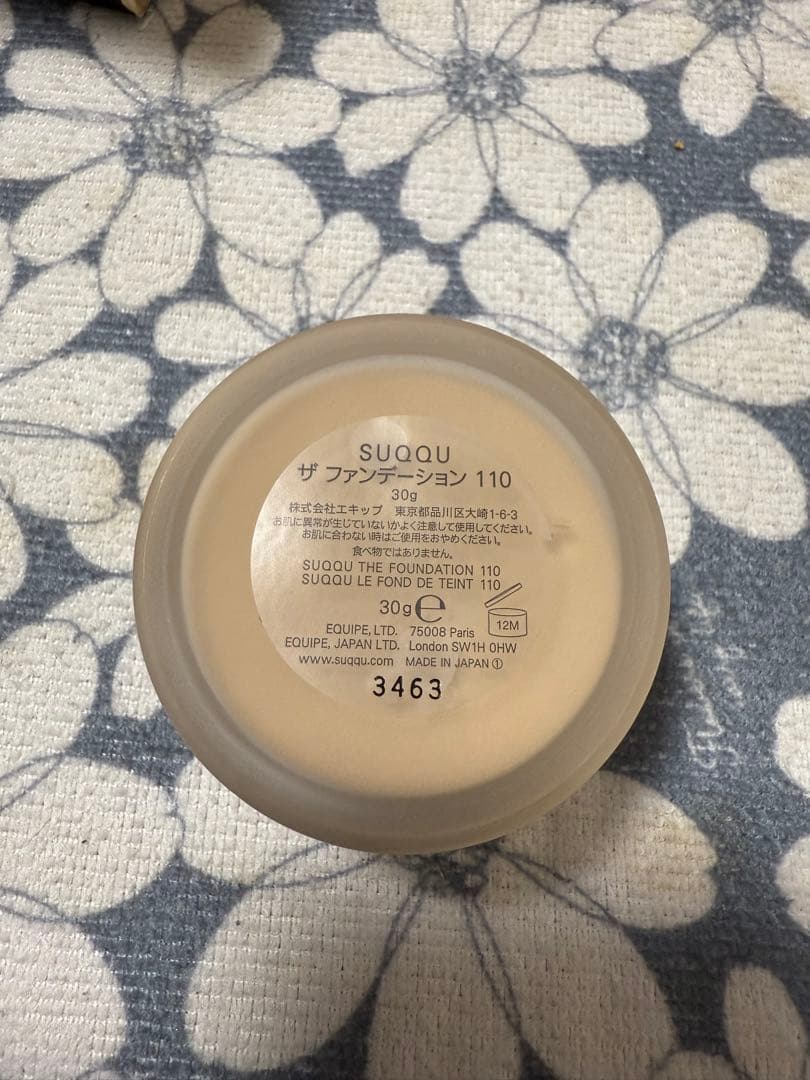 SUQQU
ザ ファンデーション 110
30g
株式会社エキップ 東京都品川区大崎1-6-3
お肌に異常が生じていないかよく注意して使用してください。
お肌に合わない時はご使用をおやめください。
食べ物ではありません。
SUQQU THE FOUNDATION 110
SUQQU LE FOND DE TEINT 110
30g℮
12M
EQUIPE, LTD. 75008 Paris
EQUIPE, JAPAN LTD. London SW1H 0HW
www.suqqu.com MADE IN JAPAN ①
3463